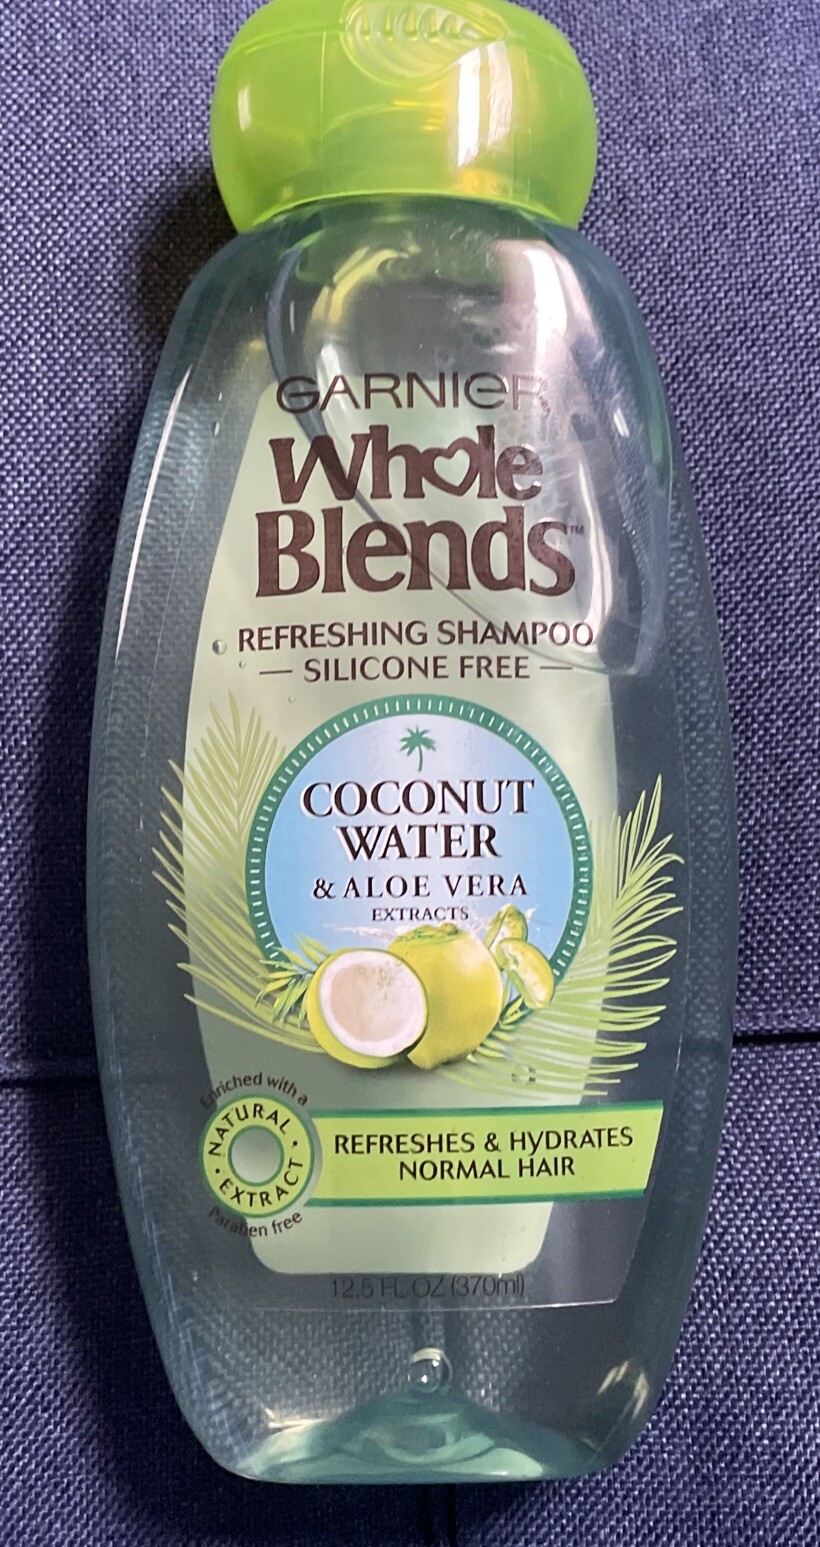 GARNIER
Whole
Blends™
REFRESHING SHAMPOO
— SILICONE FREE —
COCONUT
WATER
& ALOE VERA
EXTRACTS
Enriched with a
NATURAL
EXTRACT
Paraben free
REFRESHES & HYDRATES
NORMAL HAIR
12.5 FL OZ (370ml)